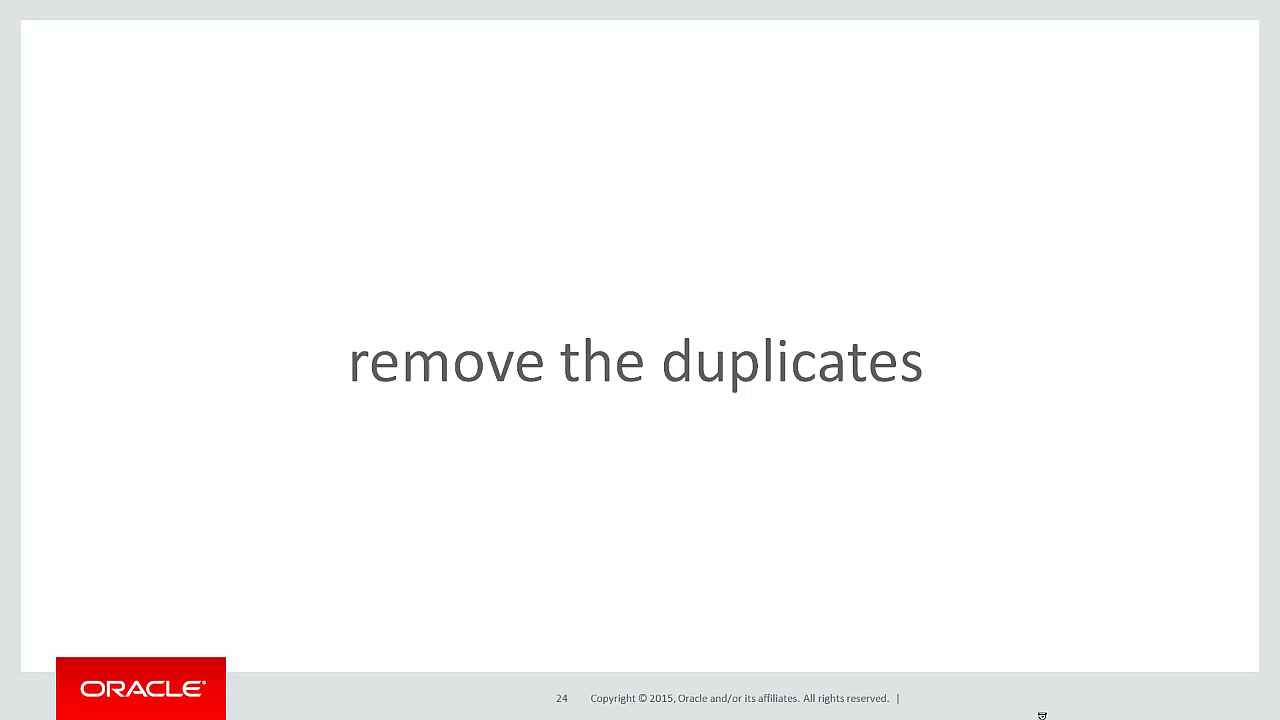 remove the duplicates
ORACLE®
24 Copyright © 2015, Oracle and/or its affiliates. All rights reserved. |